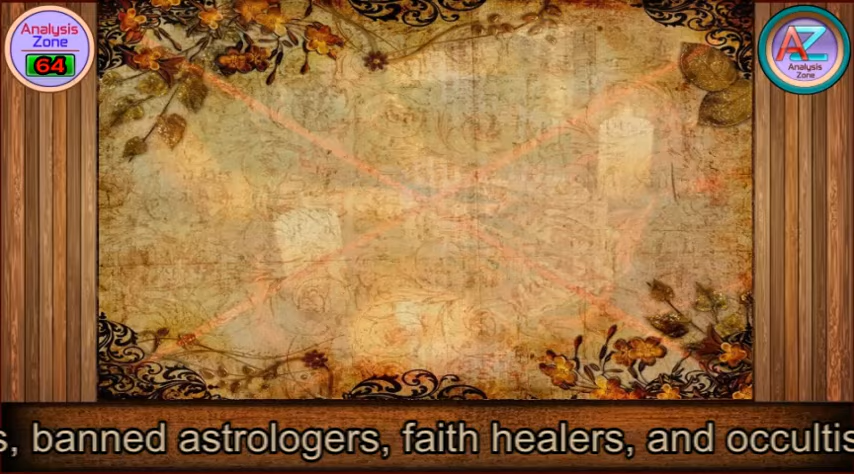 Analysis
Zone
64
AZ
Analysis
Zone
s, banned astrologers, faith healers, and occultis